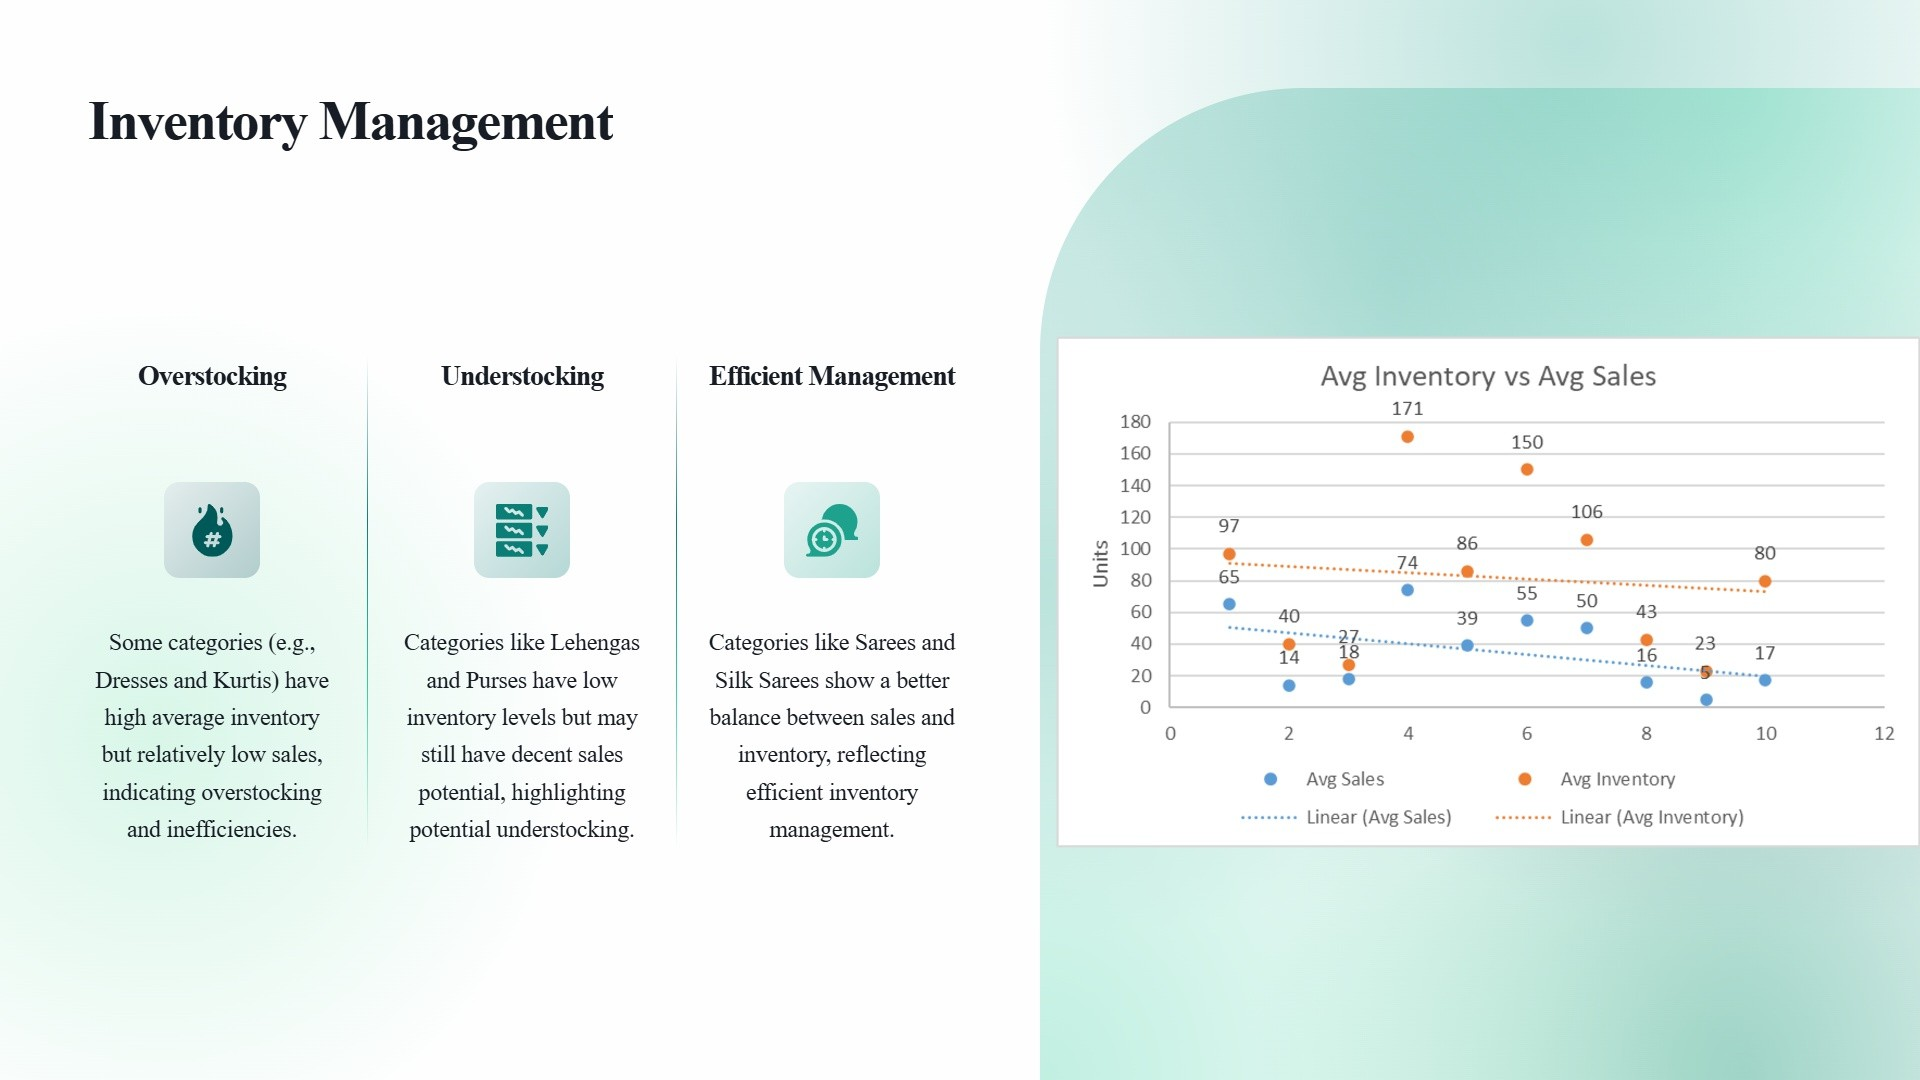 Inventory Management
Overstocking
Some categories (e.g.,
Dresses and Kurtis) have
high average inventory
but relatively low sales,
indicating overstocking
and inefficiencies.
Understocking
Categories like Lehengas
and Purses have low
inventory levels but may
still have decent sales
potential, highlighting
potential understocking.
Efficient Management
Categories like Sarees and
Silk Sarees show a better
balance between sales and
inventory, reflecting
efficient inventory
management.
Avg Inventory vs Avg Sales
Units
180
160
140
120
100
80
60
40
20
0
97
40
27
171
86
150
106
43
23
80
65
14
18
74
39
55
50
16
5
17
0 2 4 6 8 10 12
Avg Sales Avg Inventory
Linear (Avg Sales) Linear (Avg Inventory)